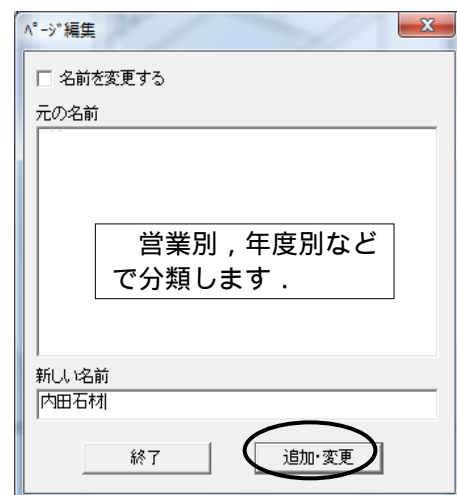 ﾍﾟｰｼﾞ編集
名前を変更する
元の名前
営業別，年度別など
で分類します．
新しい名前
内田石材
終了
追加･変更